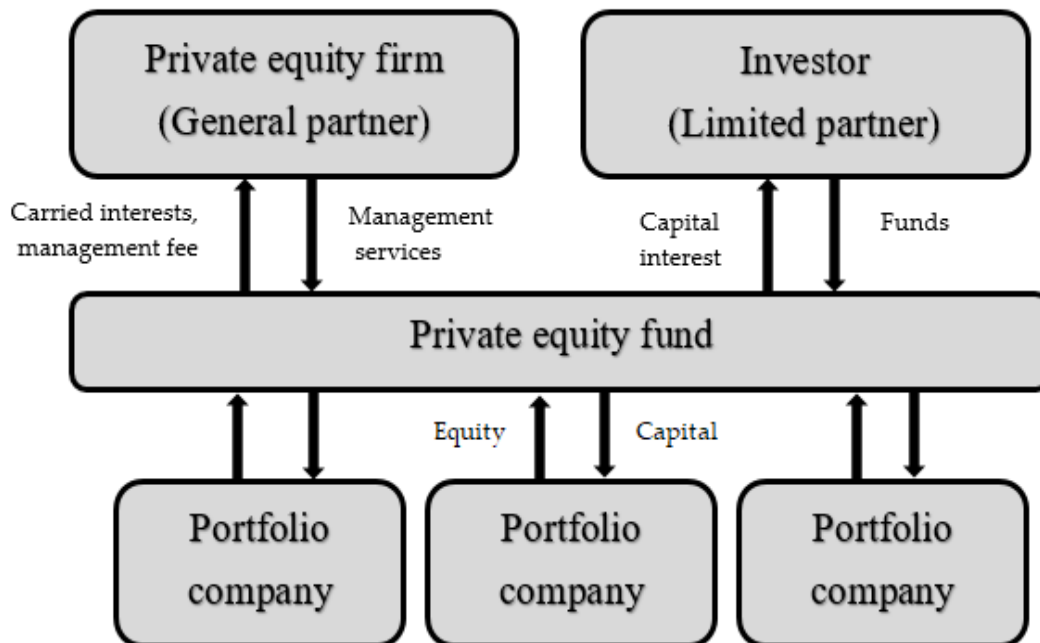 Private equity firm
(General partner)
Investor
(Limited partner)
Carried interests,
management fee
Management
services
Capital
interest
Funds
Private equity fund
Equity
Capital
Portfolio
company
Portfolio
company
Portfolio
company